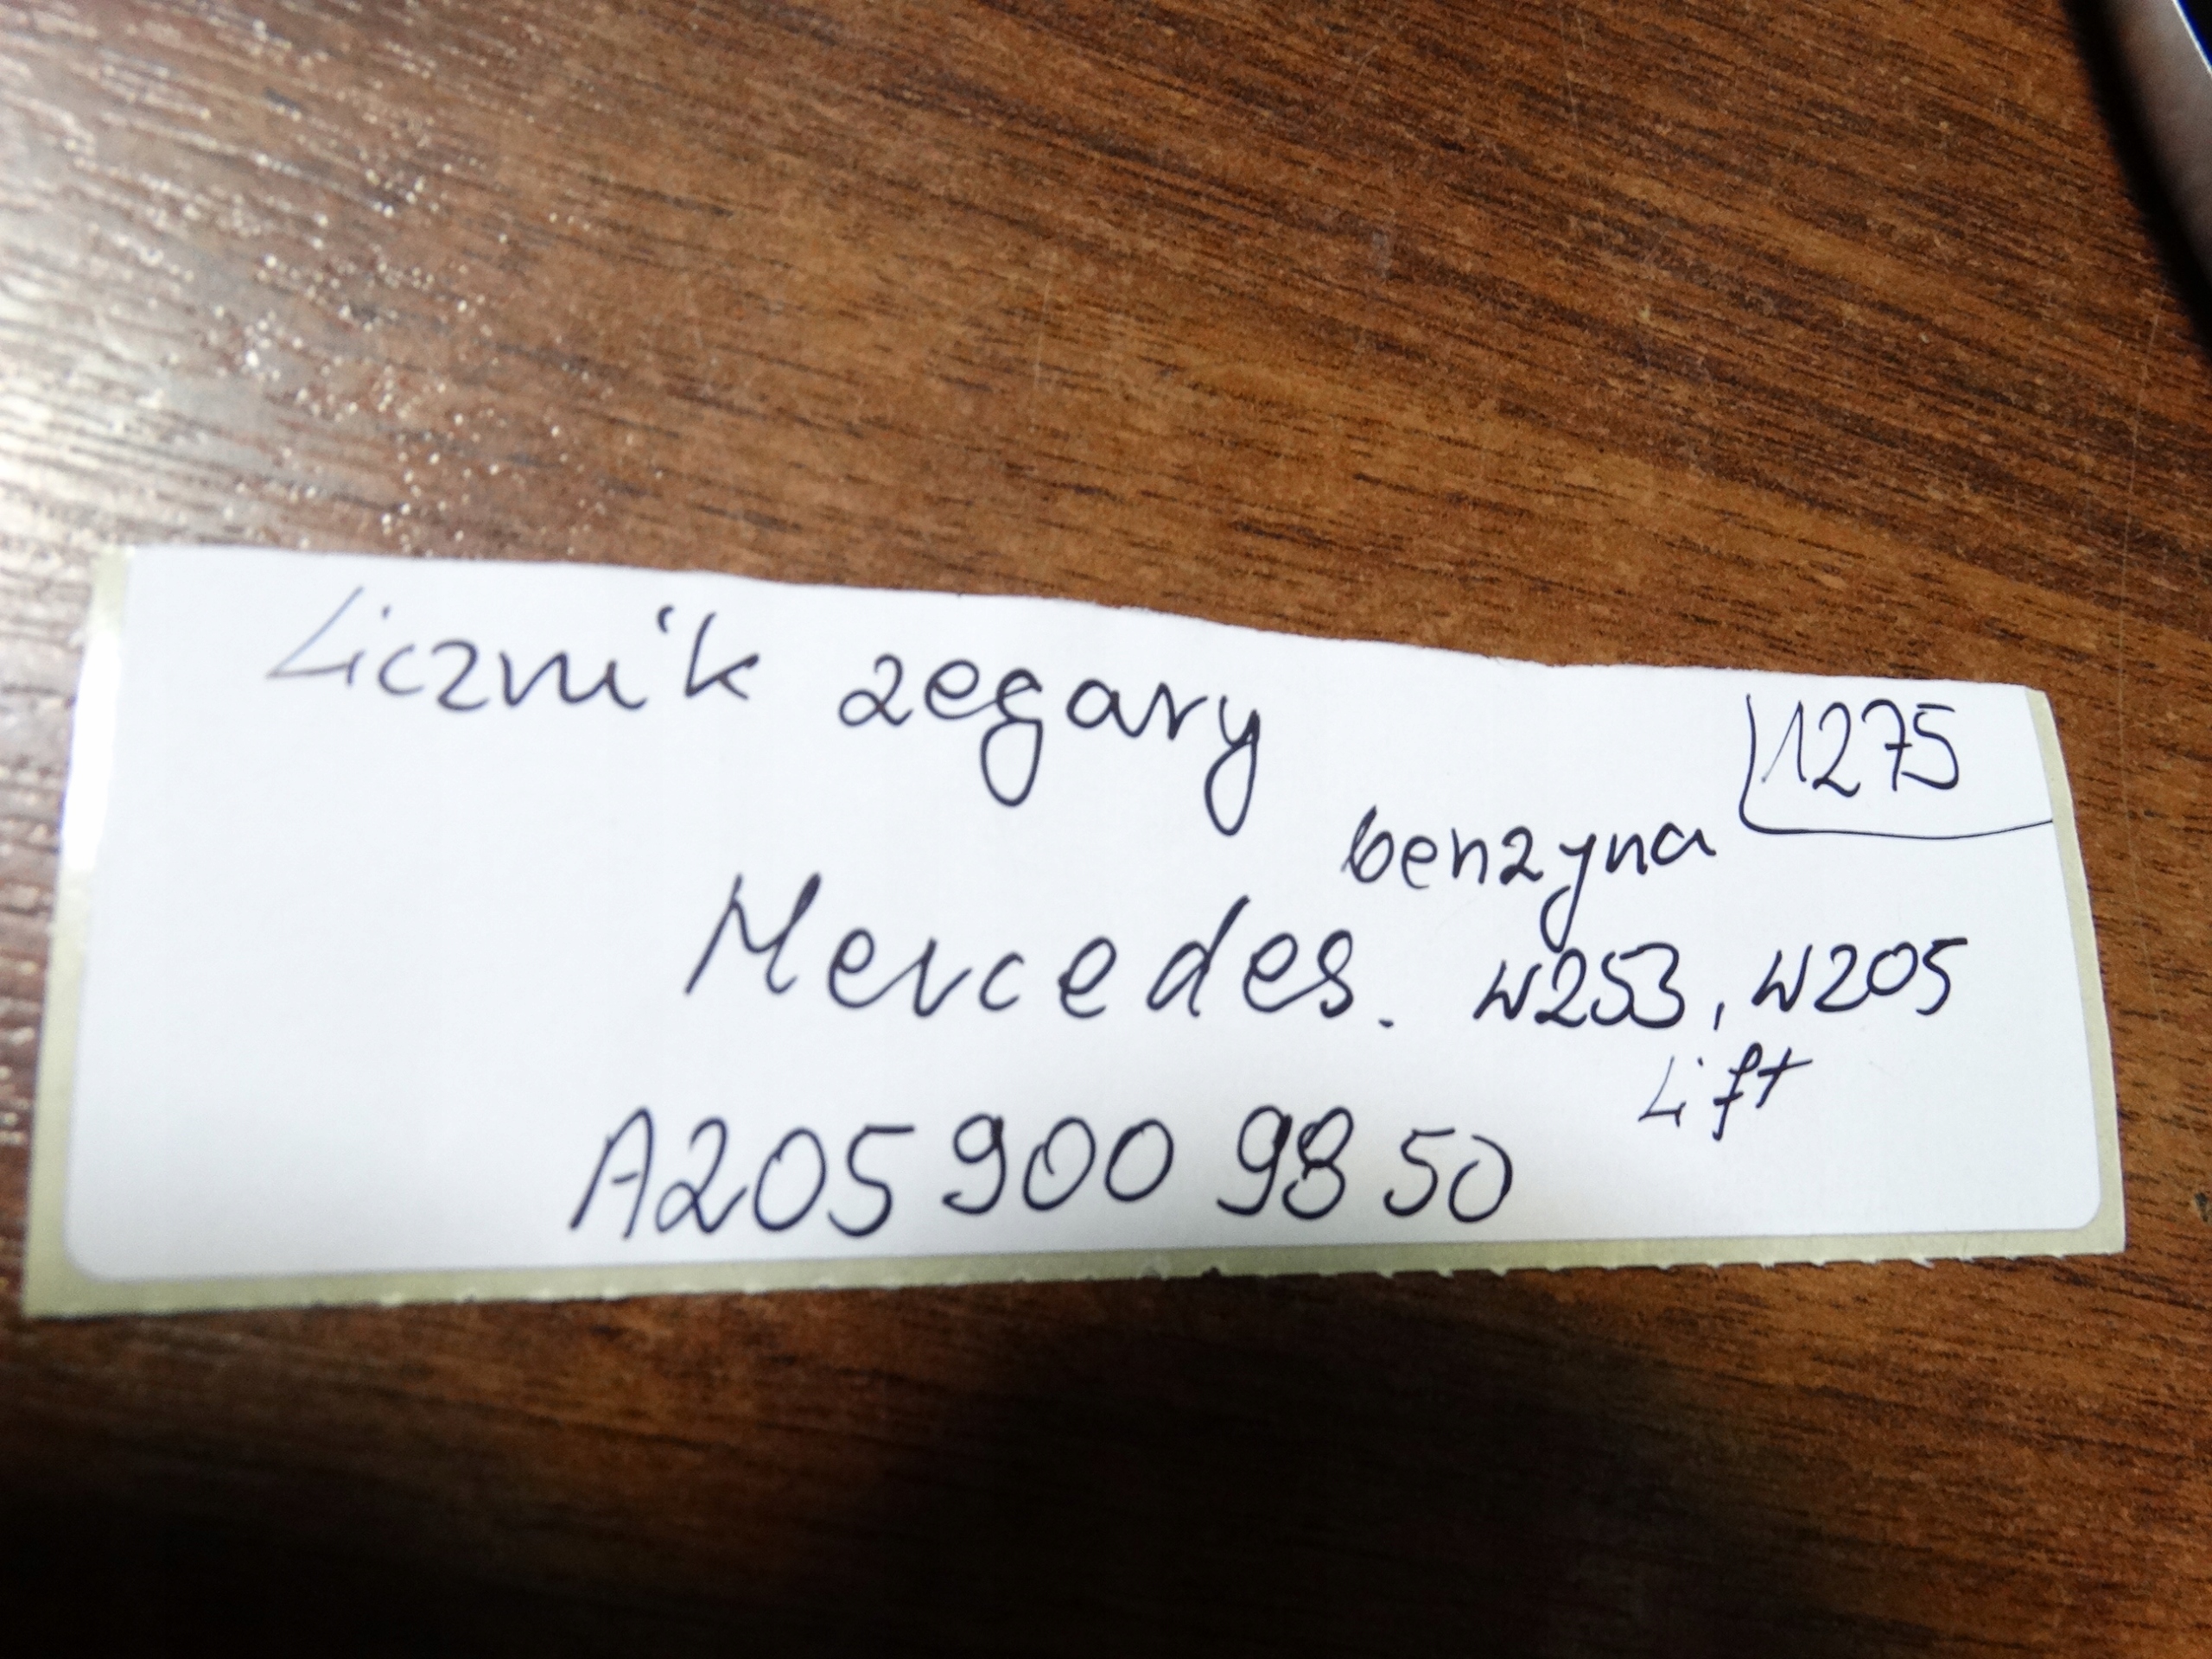 Licznik zegary
1275
benzyna
Mercedes. W253, W205
Lift
A205 900 98 50